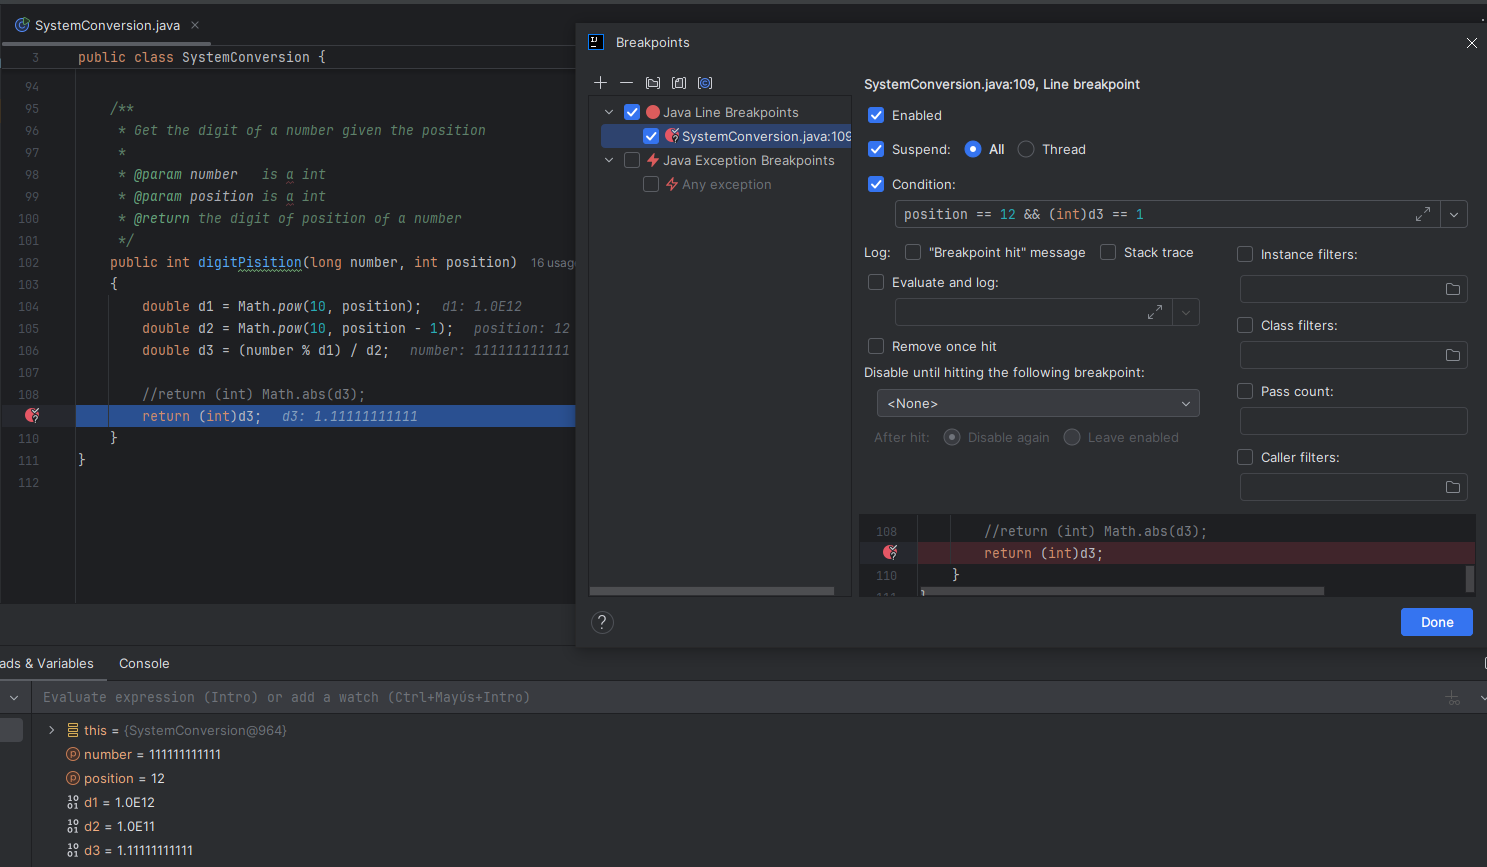 SystemConversion.java
3 public class SystemConversion {
94
95 /**
96 * Get the digit of a number given the position
97 *
98 * @param number   is a int
99 * @param position is a int
100 * @return the digit of position of a number
101 */
102 public int digitPisition(long number, int position) 16 usag
103 {
104 double d1 = Math.pow(10, position); d1: 1.0E12
105 double d2 = Math.pow(10, position - 1); position: 12
106 double d3 = (number % d1) / d2; number: 111111111111
107
108 //return (int) Math.abs(d3);
return (int)d3; d3: 1.11111111111
110 }
111 }
112
Breakpoints
Java Line Breakpoints
SystemConversion.java:109
Java Exception Breakpoints
Any exception
SystemConversion.java:109, Line breakpoint
Enabled
Suspend: All Thread
Condition:
position == 12 && (int)d3 == 1
Log: "Breakpoint hit" message Stack trace
Evaluate and log:
Remove once hit
Disable until hitting the following breakpoint:
<None>
After hit: Disable again Leave enabled
Instance filters:
Class filters:
Pass count:
Caller filters:
108 //return (int) Math.abs(d3);
return (int)d3;
110 }
?
Done
ads & Variables Console
Evaluate expression (Intro) or add a watch (Ctrl+Mayús+Intro)
this = {SystemConversion@964}
number = 111111111111
position = 12
d1 = 1.0E12
d2 = 1.0E11
d3 = 1.11111111111